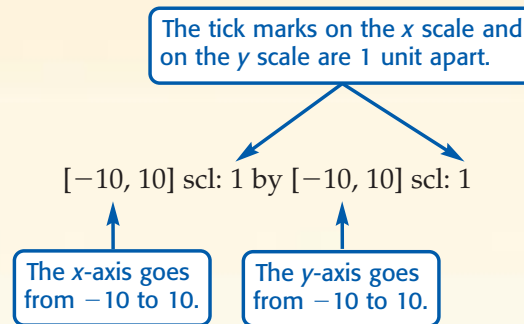 The tick marks on the x scale and
on the y scale are 1 unit apart.
[−10, 10] scl: 1 by [−10, 10] scl: 1
The x-axis goes
from −10 to 10.
The y-axis goes
from −10 to 10.